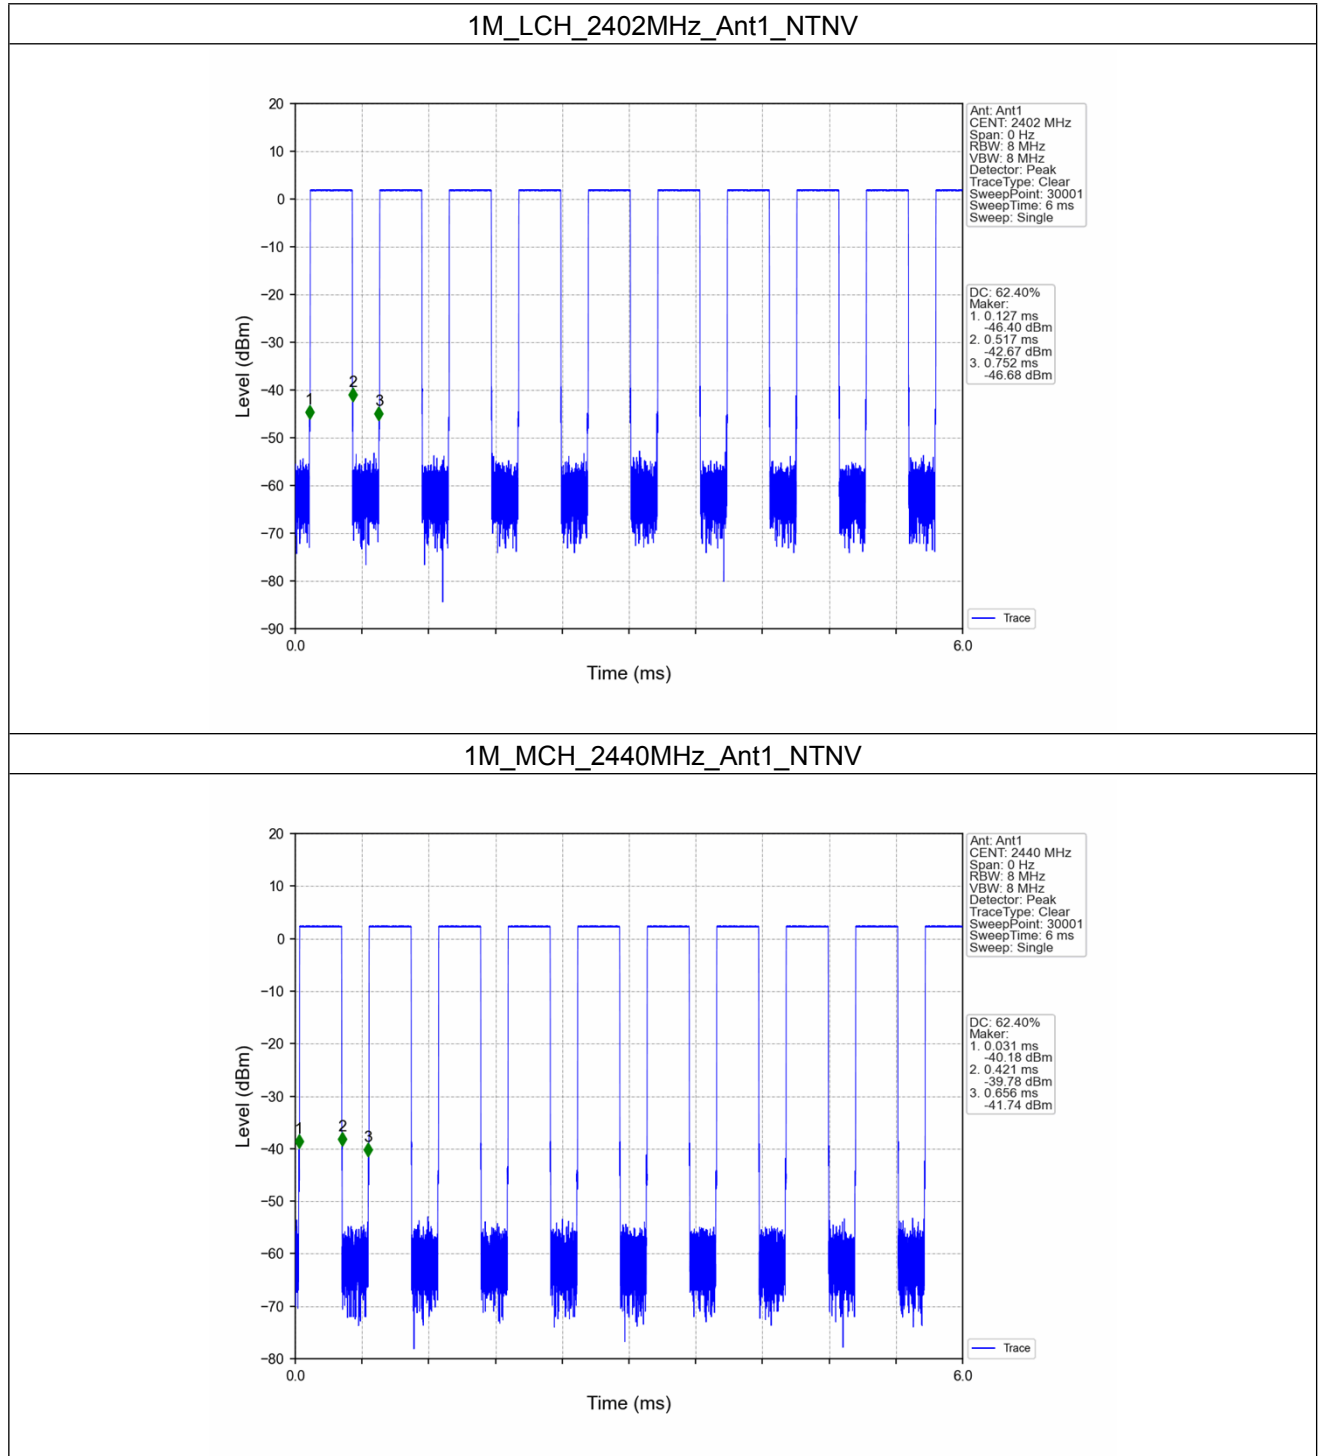 1M_LCH_2402MHz_Ant1_NTNV
20
10
0
−10
−20
−30
−40
−50
−60
−70
−80
−90
Level (dBm)
1
2
3
0.0
6.0
Time (ms)
Ant: Ant1
CENT: 2402 MHz
Span: 0 Hz
RBW: 8 MHz
VBW: 8 MHz
Detector: Peak
TraceType: Clear
SweepPoint: 30001
SweepTime: 6 ms
Sweep: Single
DC: 62.40%
Maker:
1. 0.127 ms
-46.40 dBm
2. 0.517 ms
-42.67 dBm
3. 0.752 ms
-46.68 dBm
Trace
1M_MCH_2440MHz_Ant1_NTNV
20
10
0
−10
−20
−30
−40
−50
−60
−70
−80
Level (dBm)
1
2
3
0.0
6.0
Time (ms)
Ant: Ant1
CENT: 2440 MHz
Span: 0 Hz
RBW: 8 MHz
VBW: 8 MHz
Detector: Peak
TraceType: Clear
SweepPoint: 30001
SweepTime: 6 ms
Sweep: Single
DC: 62.40%
Maker:
1. 0.031 ms
-40.18 dBm
2. 0.421 ms
-39.78 dBm
3. 0.656 ms
-41.74 dBm
Trace